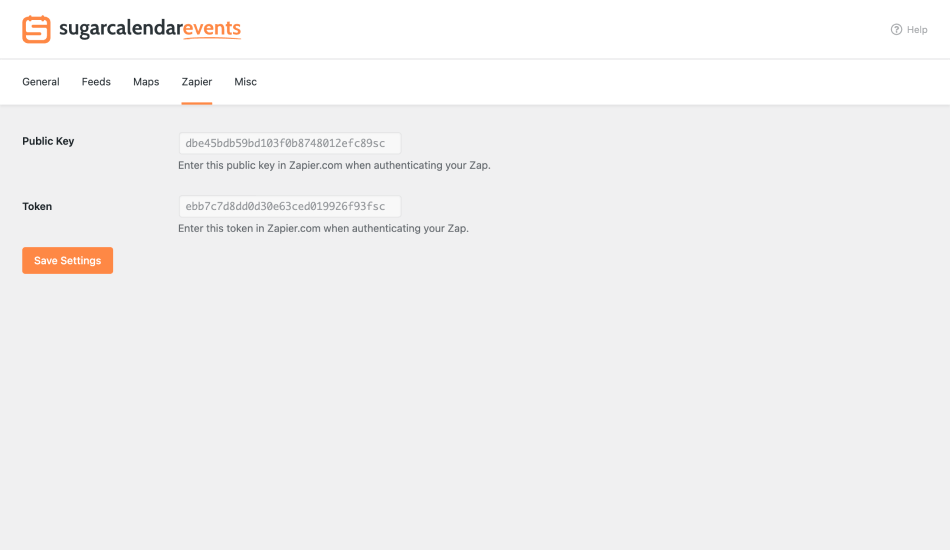 sugarcalendarevents
Help
General Feeds Maps Zapier Misc
Public Key
dbe45bdb59bd103f0b8748012efc89sc
Enter this public key in Zapier.com when authenticating your Zap.
Token
ebb7c7d8dd0d30e63ced019926f93fsc
Enter this token in Zapier.com when authenticating your Zap.
Save Settings